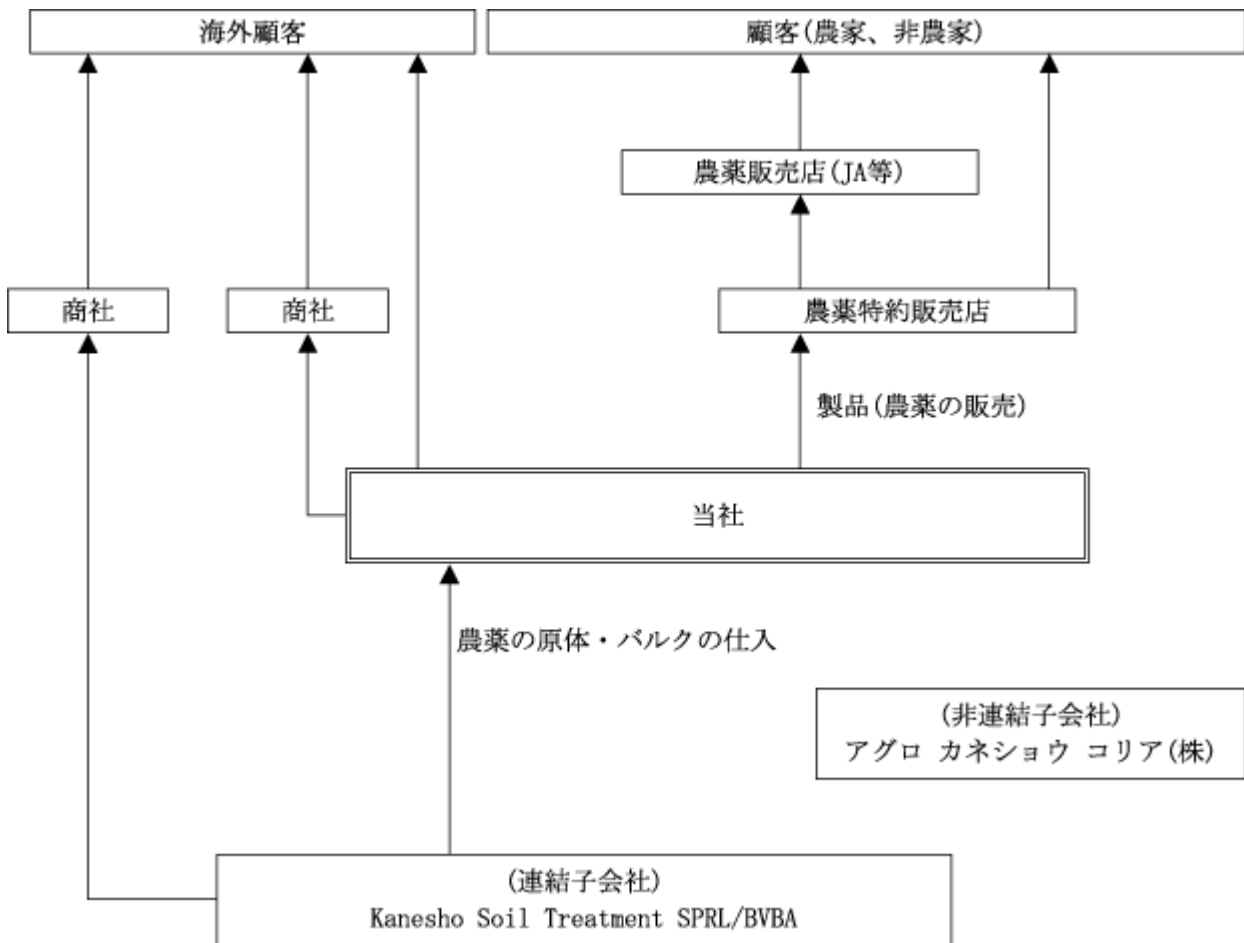 海外顧客
顧客(農家、非農家)
農薬販売店(JA等)
商社
商社
農薬特約販売店
製品(農薬の販売)
当社
農薬の原体・バルクの仕入
(非連結子会社)
アグロ カネショウ コリア(株)
(連結子会社)
Kanesho Soil Treatment SPRL/BVBA